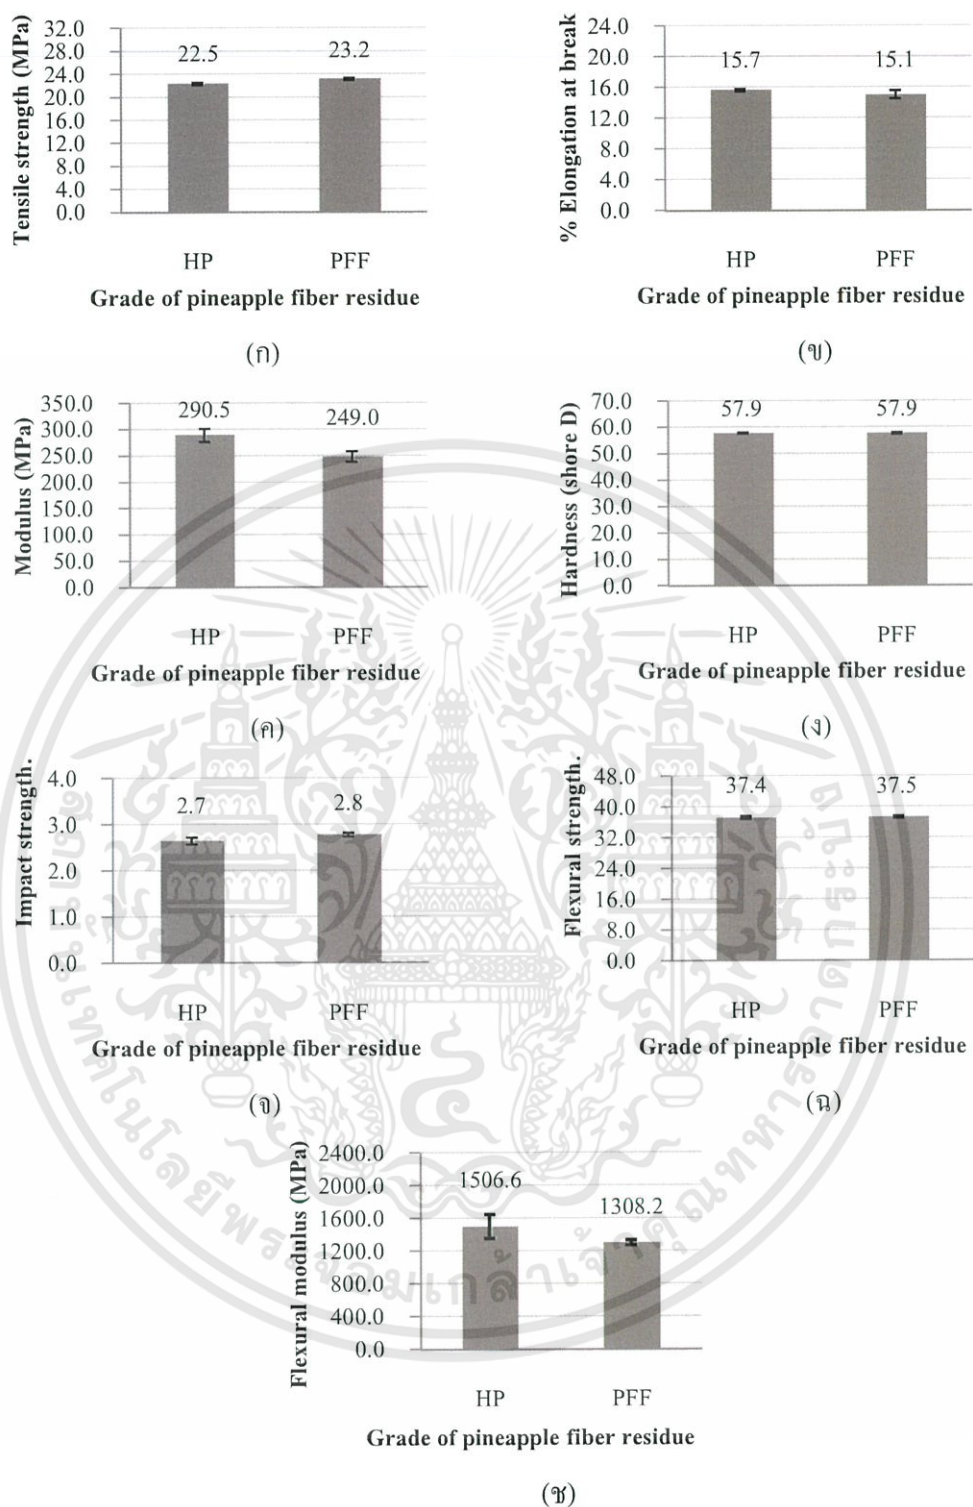 Tensile strength (MPa)
32.0
28.0
24.0
22.0
16.0
12.0
8.0
4.0
0.0
22.5
23.2
HP
PFF
Grade of pineapple fiber residue
(ก)
% Elongation at break
24.0
20.0
16.0
12.0
8.0
4.0
0.0
15.7
15.1
HP
PFF
Grade of pineapple fiber residue
(ข)
Modulus (MPa)
350.0
300.0
250.0
200.0
150.0
100.0
50.0
0.0
290.5
249.0
HP
PFF
Grade of pineapple fiber residue
(ค)
Hardness (shore D)
70.0
60.0
50.0
40.0
30.0
20.0
10.0
0.0
57.9
57.9
HP
PFF
Grade of pineapple fiber residue
(ง)
Impact strength.
4.0
3.0
2.0
1.0
0.0
2.7
2.8
HP
PFF
Grade of pineapple fiber residue
(จ)
Flexural strength.
48.0
40.0
32.0
24.0
16.0
8.0
0.0
37.4
37.5
HP
PFF
Grade of pineapple fiber residue
(ฉ)
Flexural modulus (MPa)
2400.0
2000.0
1600.0
1200.0
800.0
400.0
0.0
1506.6
1308.2
HP
PFF
Grade of pineapple fiber residue
(ช)